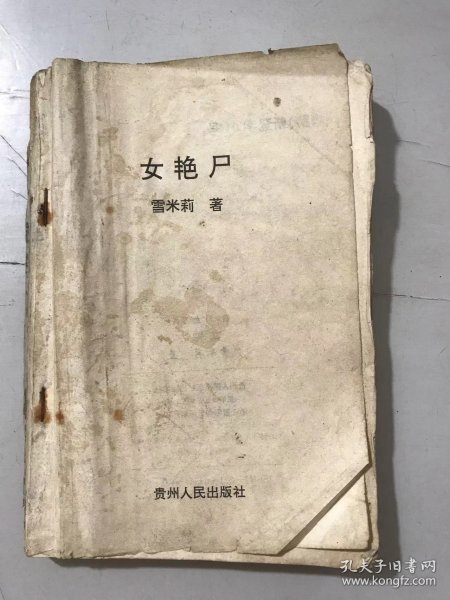 女艳尸
雪米莉 著
贵州人民出版社
孔夫子旧书网
www.kongfz.com